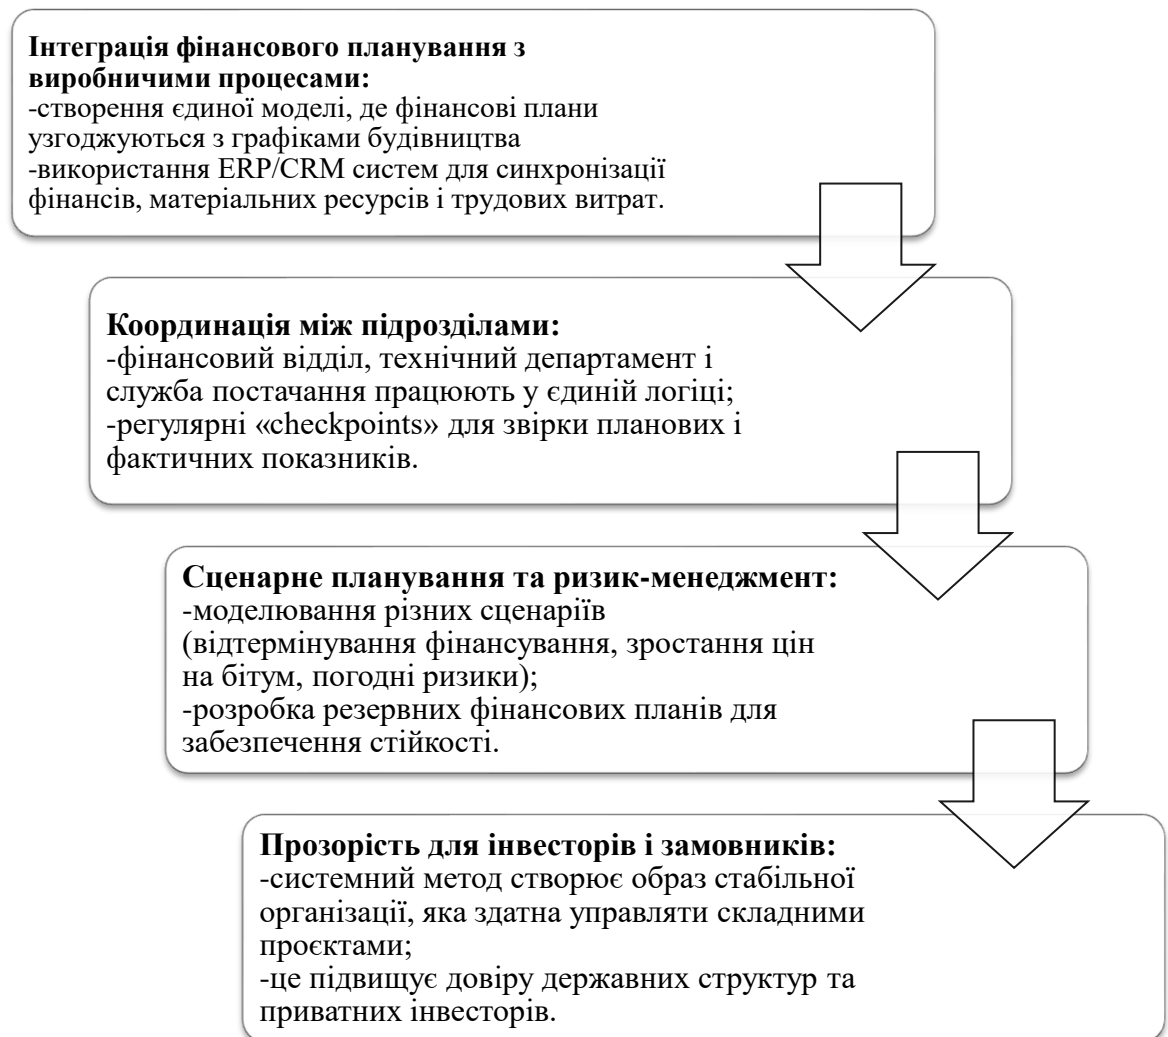 Інтеграція фінансового планування з
виробничими процесами:
-створення єдиної моделі, де фінансові плани
узгоджуються з графіками будівництва
-використання ERP/CRM систем для синхронізації
фінансів, матеріальних ресурсів і трудових витрат.
Координація між підрозділами:
-фінансовий відділ, технічний департамент і
служба постачання працюють у єдиній логіці;
-регулярні «checkpoints» для звірки планових і
фактичних показників.
Сценарне планування та ризик-менеджмент:
-моделювання різних сценаріїв
(відтермінування фінансування, зростання цін
на бітум, погодні ризики);
-розробка резервних фінансових планів для
забезпечення стійкості.
Прозорість для інвесторів і замовників:
-системний метод створює образ стабільної
організації, яка здатна управляти складними
проєктами;
-це підвищує довіру державних структур та
приватних інвесторів.